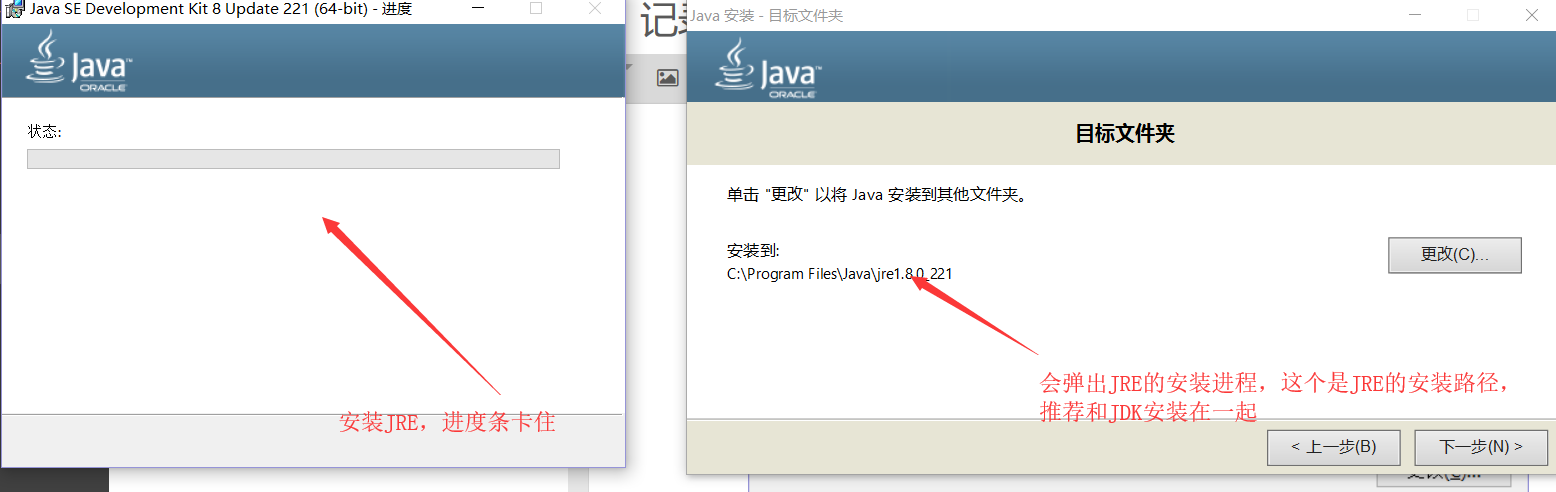 Java SE Development Kit 8 Update 221 (64-bit) - 进度
Java™
ORACLE
状态:
安装JRE，进度条卡住
Java 安装 - 目标文件夹
Java™
ORACLE
目标文件夹
单击 "更改" 以将 Java 安装到其他文件夹。
安装到:
更改(C)...
C:\Program Files\Java\jre1.8.0_221
会弹出JRE的安装进程，这个是JRE的安装路径，
推荐和JDK安装在一起
< 上一步(B)
下一步(N) >